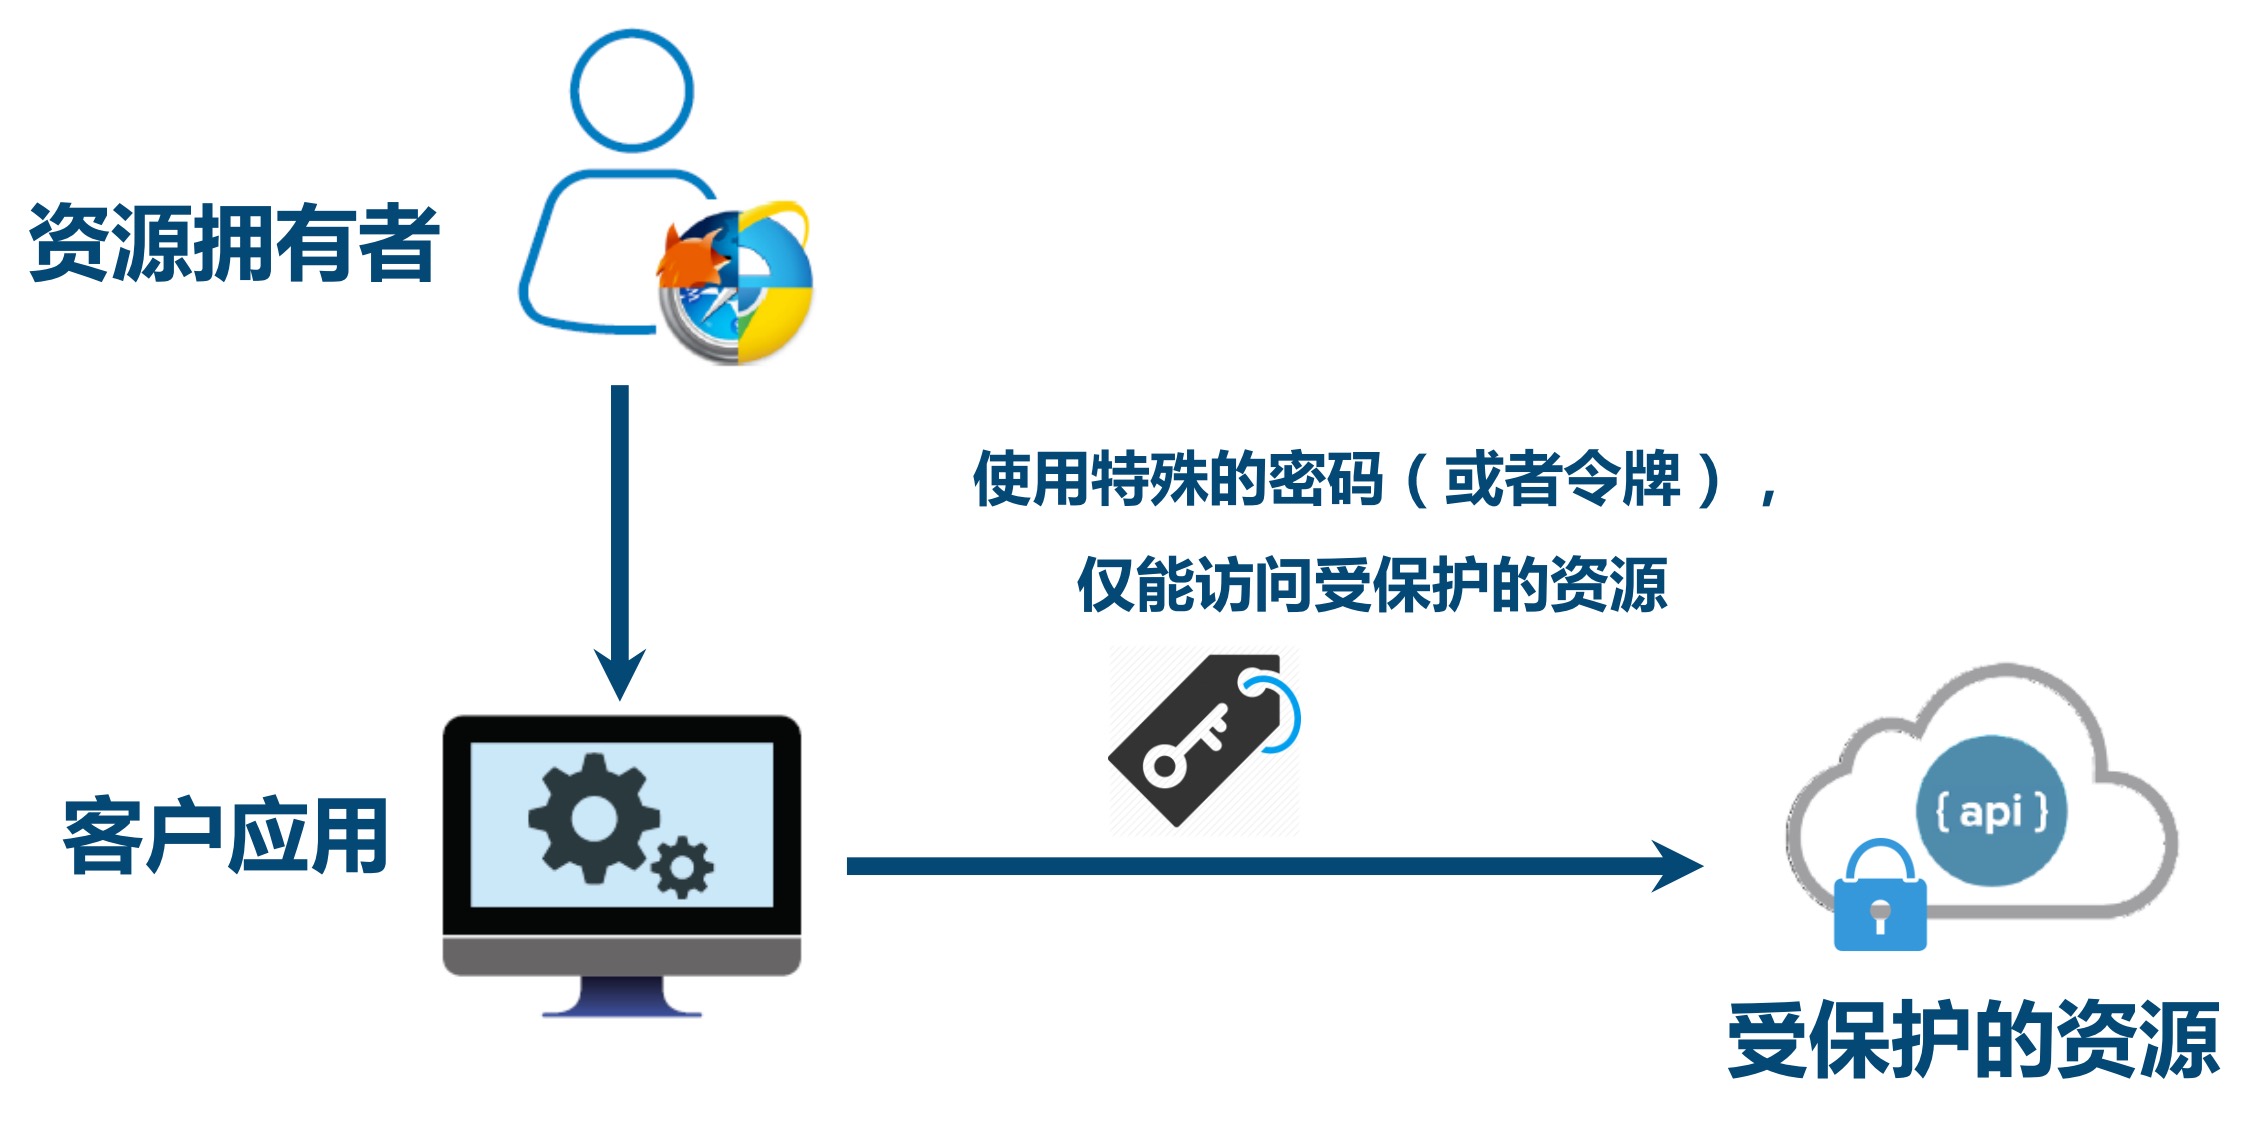 资源拥有者
使用特殊的密码（或者令牌），
仅能访问受保护的资源
客户应用
{ api }
受保护的资源